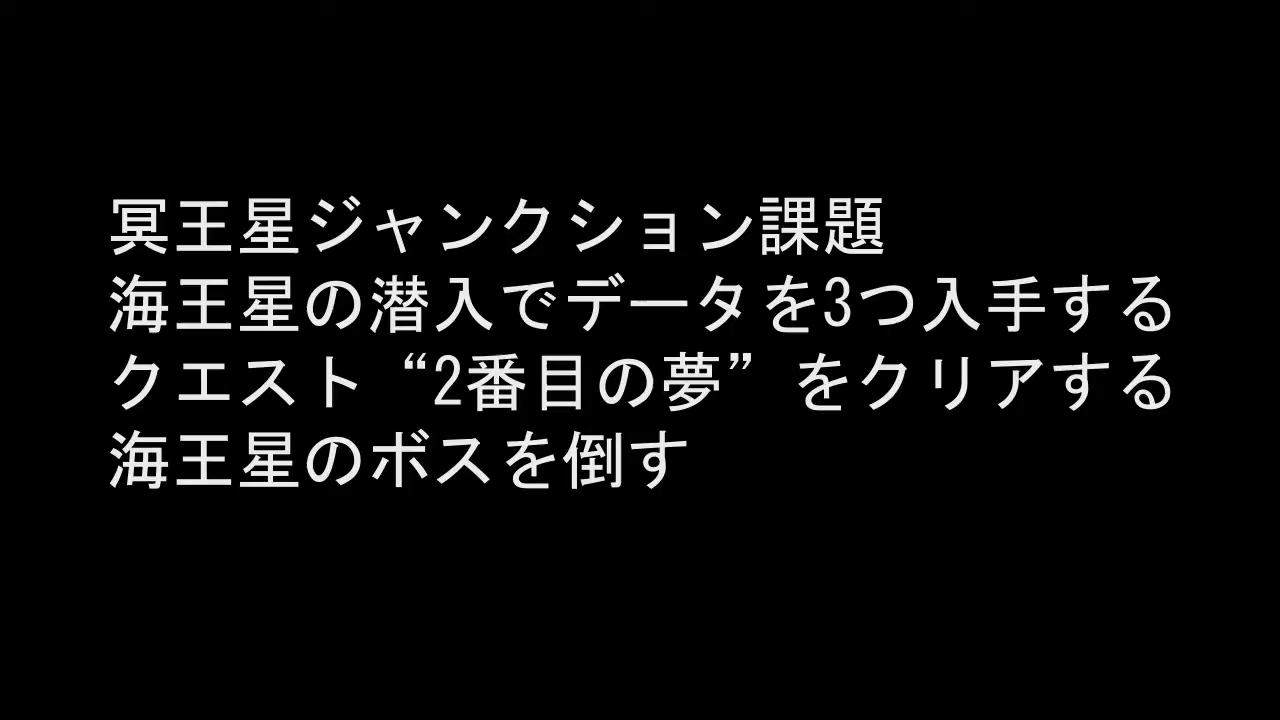 冥王星ジャンクション課題
海王星の潜入でデータを3つ入手する
クエスト“2番目の夢”をクリアする
海王星のボスを倒す